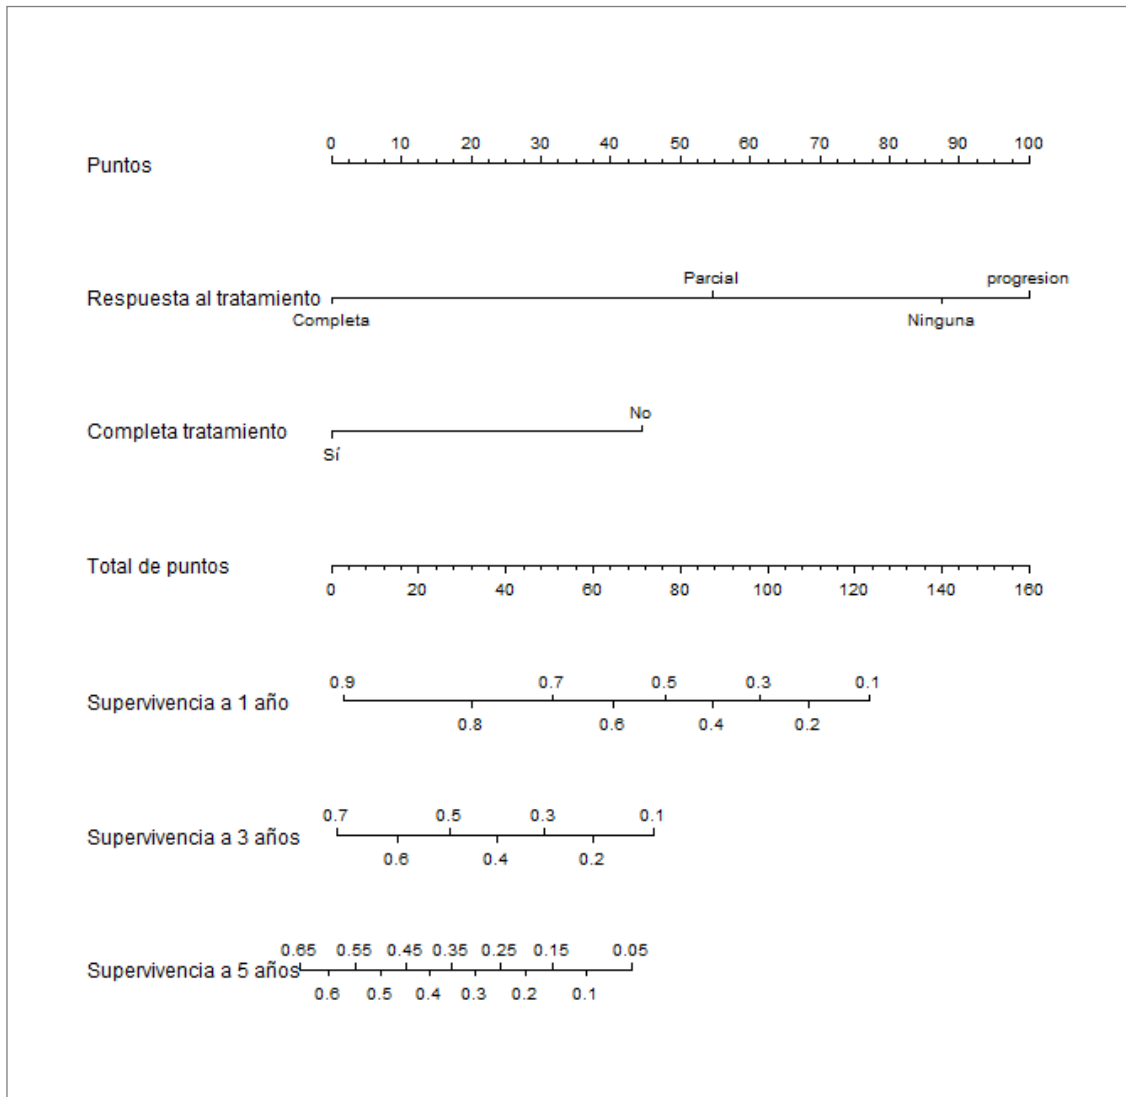 0 10 20 30 40 50 60 70 80 90 100
Puntos
Parcial progresion
Respuesta al tratamiento
Completa Ninguna
No
Completa tratamiento
Sí
Total de puntos
0 20 40 60 80 100 120 140 160
0.9 0.7 0.5 0.3 0.1
Supervivencia a 1 año
0.8 0.6 0.4 0.2
0.7 0.5 0.3 0.1
Supervivencia a 3 años
0.6 0.4 0.2
0.65 0.55 0.45 0.35 0.25 0.15 0.05
Supervivencia a 5 años
0.6 0.5 0.4 0.3 0.2 0.1